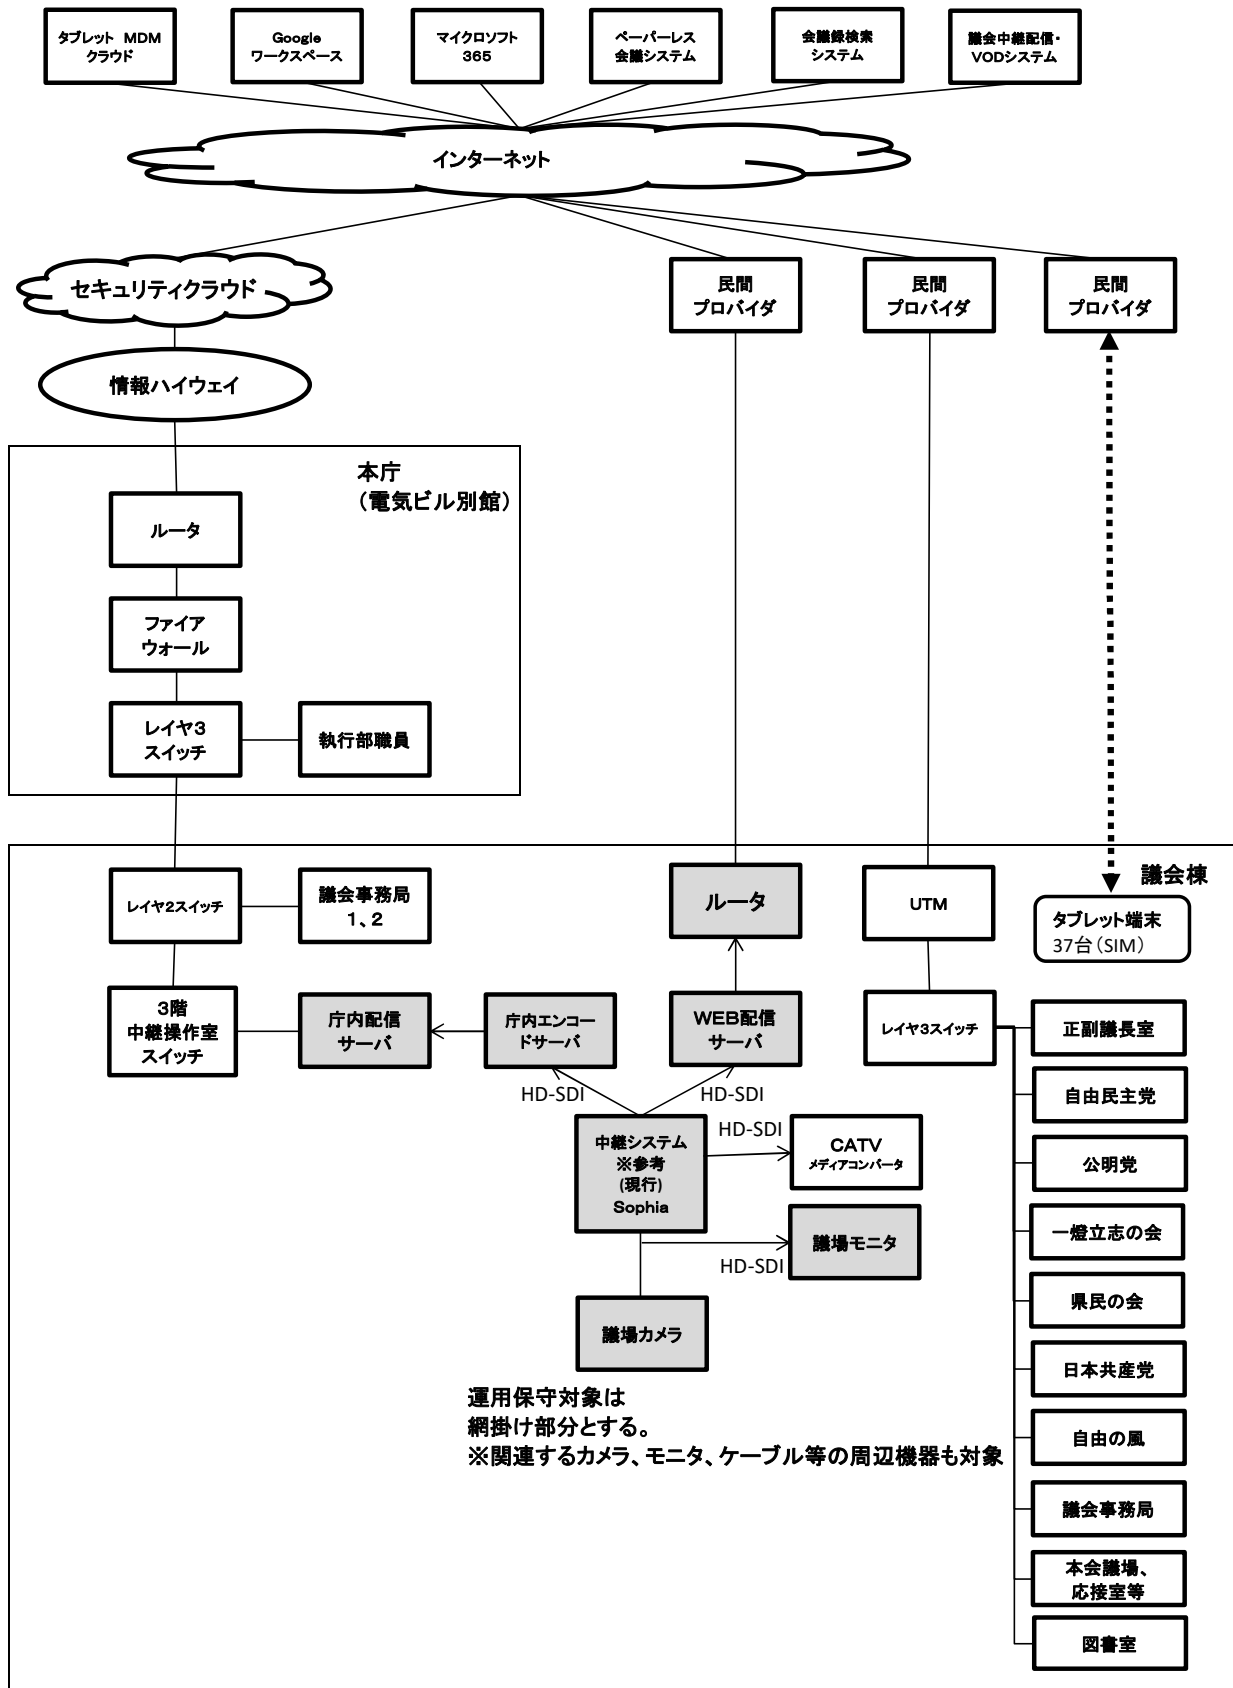 タブレット MDM
クラウド
Google
ワークスペース
マイクロソフト
365
ペーパーレス
会議システム
会議録検索
システム
議会中継配信・
VODシステム
インターネット
セキュリティクラウド
民間
プロバイダ
民間
プロバイダ
民間
プロバイダ
情報ハイウェイ
本庁
（電気ビル別館）
ルータ
ファイア
ウォール
レイヤ3
スイッチ
執行部職員
議会棟
レイヤ2スイッチ
議会事務局
1、2
ルータ
UTM
タブレット端末
37台（SIM）
3階
中継操作室
スイッチ
庁内配信
サーバ
庁内エンコー
ドサーバ
WEB配信
サーバ
レイヤ3スイッチ
正副議長室
HD-SDI
HD-SDI
自由民主党
中継システム
※参考
(現行)
Sophia
HD-SDI
CATV
メディアコンバータ
公明党
一燈立志の会
議場モニタ
HD-SDI
県民の会
議場カメラ
日本共産党
運用保守対象は
網掛け部分とする。
※関連するカメラ、モニタ、ケーブル等の周辺機器も対象
自由の風
議会事務局
本会議場、
応接室等
図書室